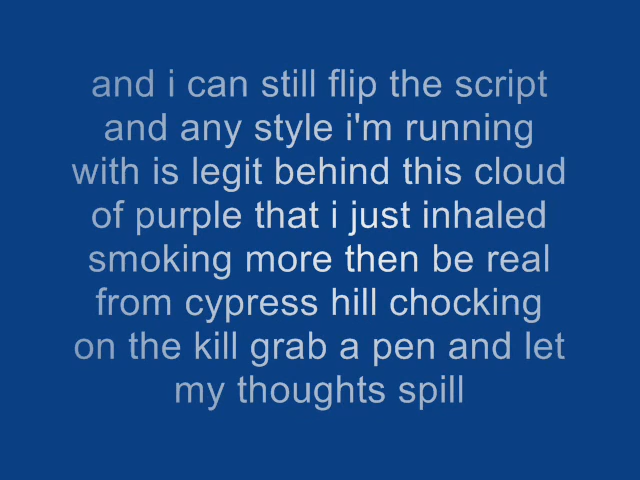 and i can still flip the script
and any style i'm running
with is legit behind this cloud
of purple that i just inhaled
smoking more then be real
from cypress hill chocking
on the kill grab a pen and let
my thoughts spill